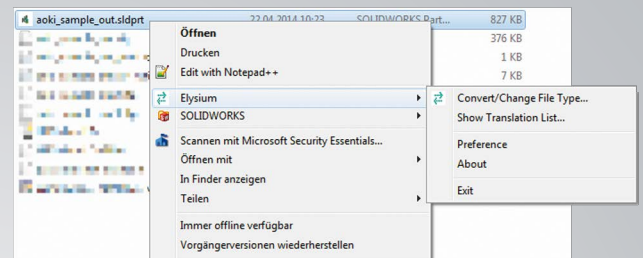 aoki_sample_out.sldprt 22.04.2014 10:23 SOLIDWORKS Part... 827 KB
376 KB
1 KB
7 KB
Öffnen
Drucken
Edit with Notepad++
Elysium
SOLIDWORKS
Scannen mit Microsoft Security Essentials...
Öffnen mit
In Finder anzeigen
Teilen
Immer offline verfügbar
Vorgängerversionen wiederherstellen
Convert/Change File Type...
Show Translation List...
Preference
About
Exit